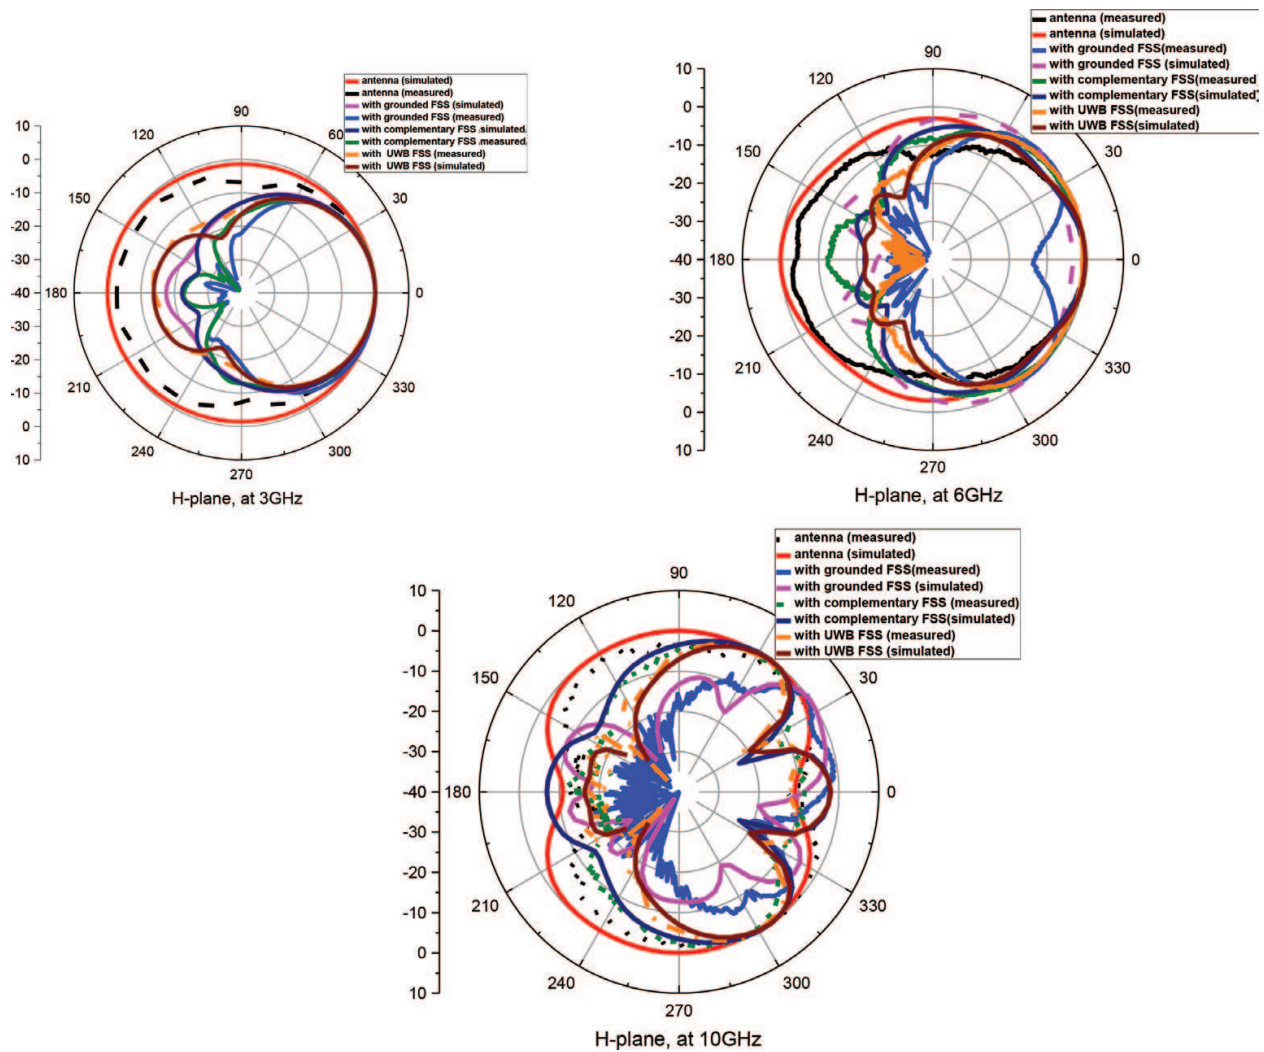 antenna (simulated)
antenna (measured)
with grounded FSS (simulated)
with grounded FSS (measured)
with complementary FSS (simulated)
with complementary FSS (measured)
with UWB FSS (measured)
with UWB FSS (simulated)
90
120
60
10
0
150
30
-10
-20
-30
-40
180
0
-30
-20
-10
210
330
0
10
240
300
270
H-plane, at 3GHz
antenna (measured)
antenna (simulated)
with grounded FSS(measured)
with grounded FSS (simulated)
with complementary FSS(measured
with complementary FSS(simulated)
with UWB FSS(measured)
with UWB FSS(simulated)
90
10
120
0
-10
150
30
-20
-30
-40
180
0
-30
-20
210
330
-10
0
240
300
10
270
H-plane, at 6GHz
antenna (measured)
antenna (simulated)
with grounded FSS(measured)
with grounded FSS (simulated)
with complementary FSS (measured)
with complementary FSS(simulated)
with UWB FSS (measured)
with UWB FSS (simulated)
90
10
120
0
-10
150
30
-20
-30
-40
180
0
-30
-20
210
330
-10
0
240
300
10
270
H-plane, at 10GHz